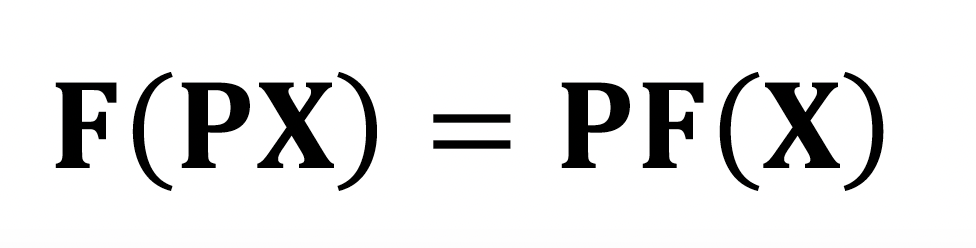 F(PX) = PF(X)